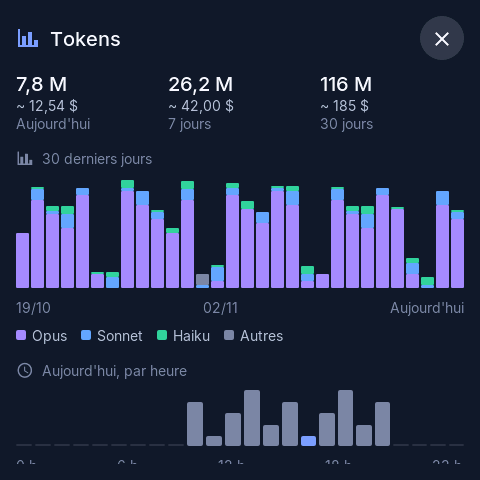 Tokens
7,8 M
26,2 M
116 M
~ 12,54 $
~ 42,00 $
~ 185 $
Aujourd'hui
7 jours
30 jours
30 derniers jours
19/10
02/11
Aujourd'hui
Opus
Sonnet
Haiku
Autres
Aujourd'hui, par heure